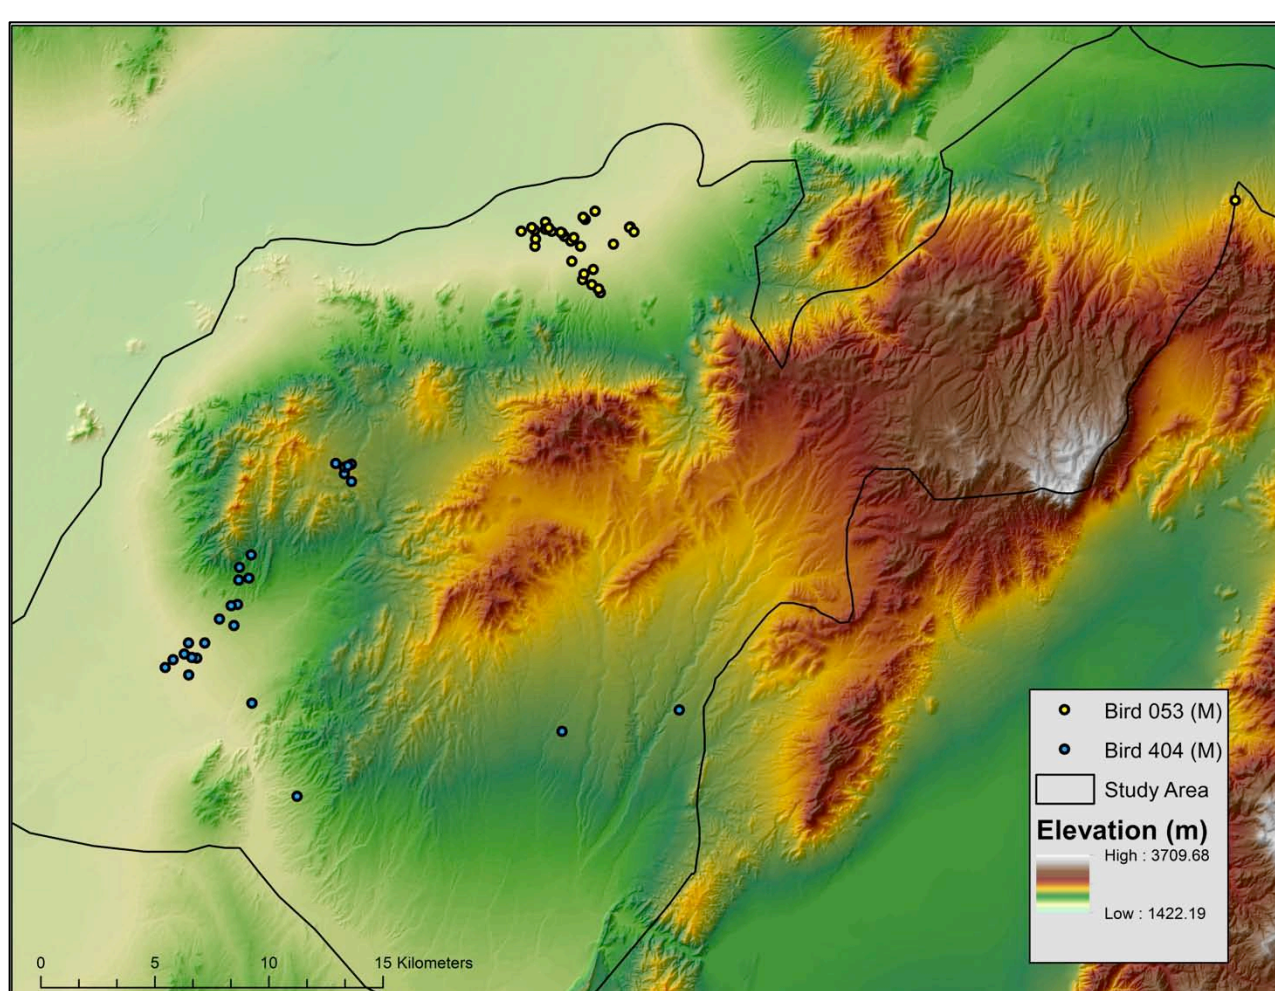 Bird 053 (M)
Bird 404 (M)
Study Area
Elevation (m)
High : 3709.68
Low : 1422.19
0 5 10 15 Kilometers